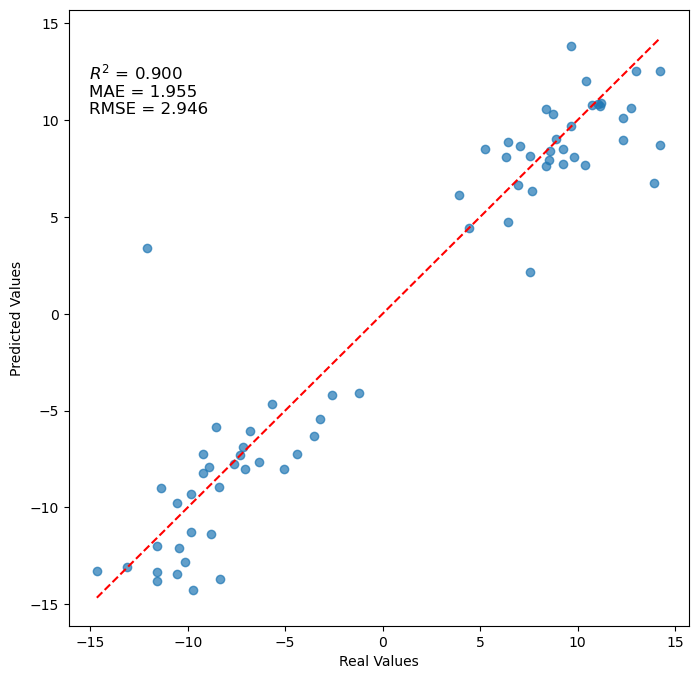 R² = 0.900
MAE = 1.955
RMSE = 2.946
15
10
5
0
−5
−10
−15
Predicted Values
−15 −10 −5 0 5 10 15
Real Values